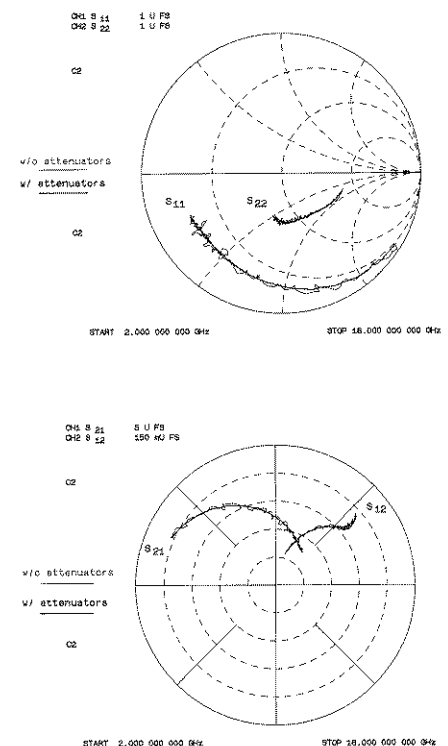 CH1 S 11 1 U FS
CH2 S 22 1 U FS
C2
w/o attenuators
w/ attenuators
S11
S22
C2
START 2.000 000 000 GHz
STOP 18.000 000 000 GHz
CH1 S 21 5 U FS
CH2 S 12 150 mU FS
C2
S12
S21
w/o attenuators
w/ attenuators
C2
START 2.000 000 000 GHz
STOP 18.000 000 000 GHz